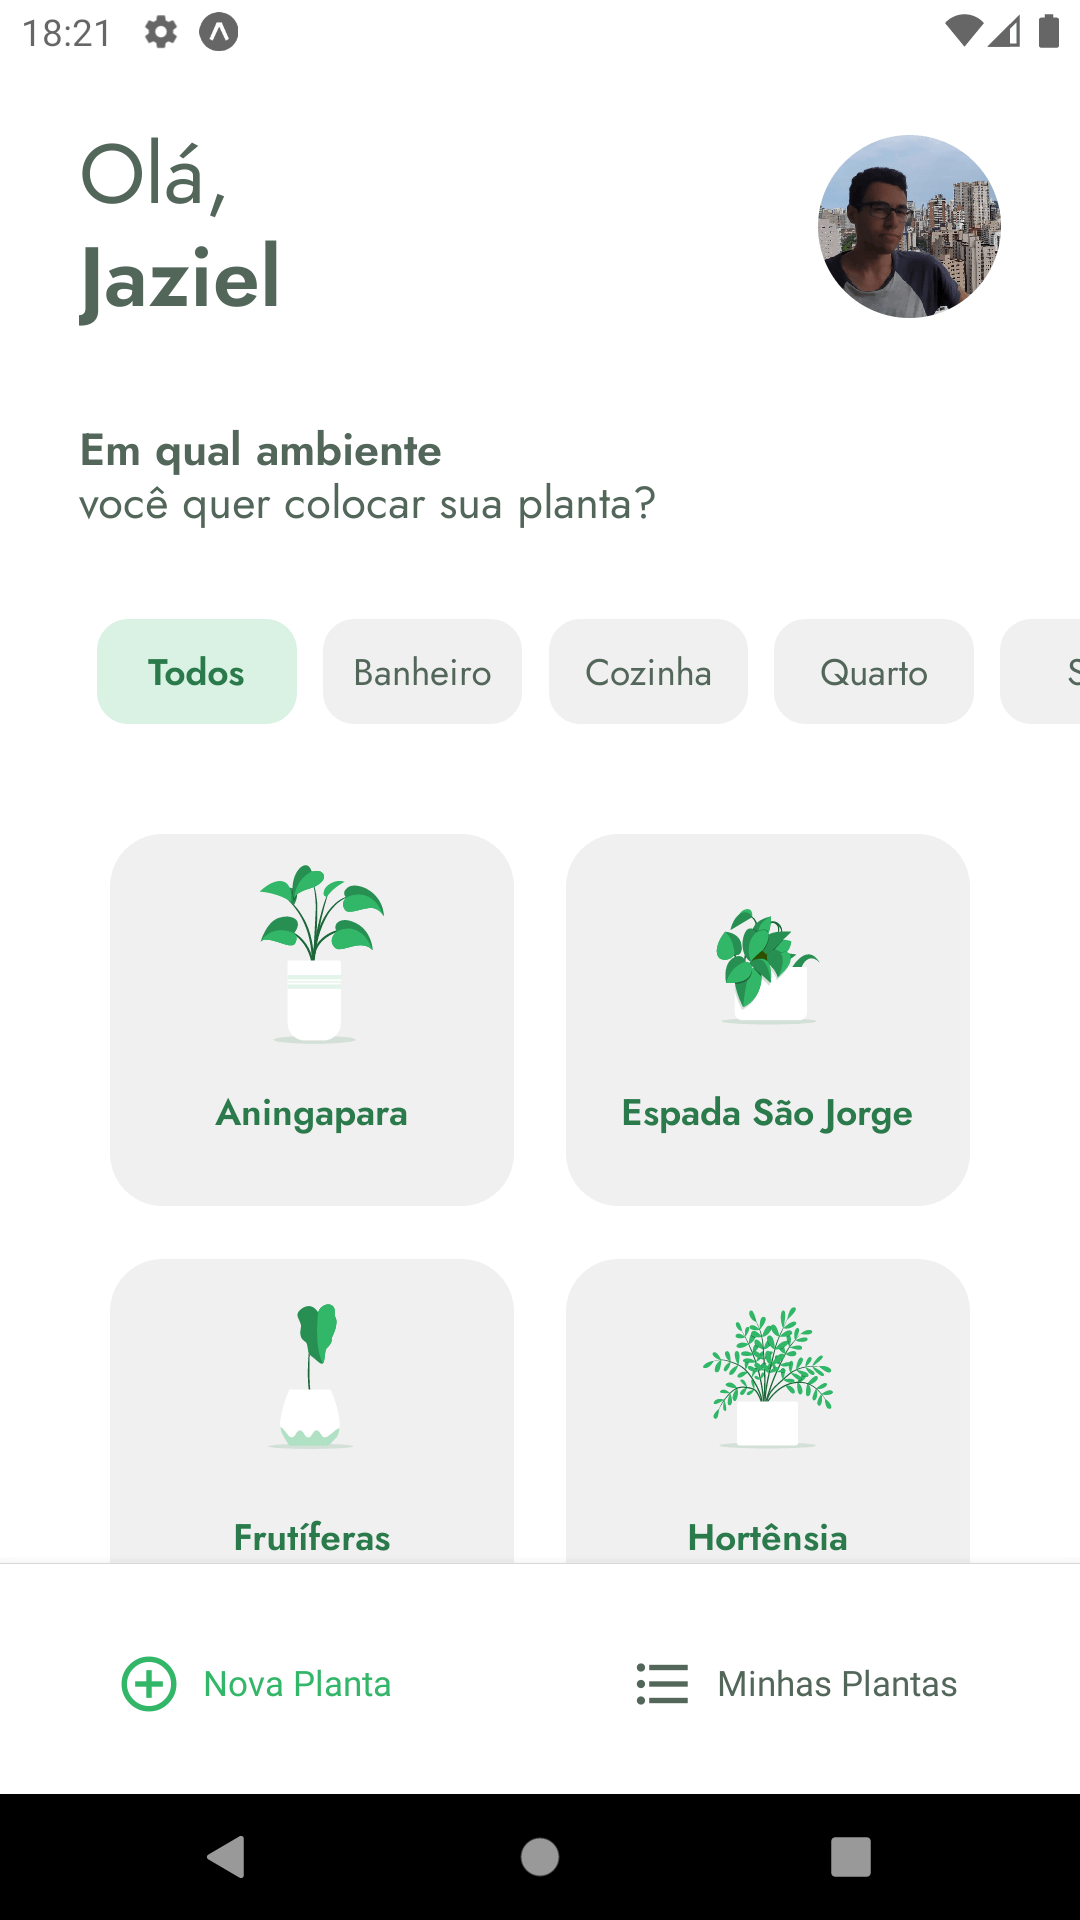 18:21
Olá,
Jaziel
Em qual ambiente
você quer colocar sua planta?
Todos
Banheiro
Cozinha
Quarto
Aningapara
Espada São Jorge
Frutíferas
Hortênsia
Nova Planta
Minhas Plantas